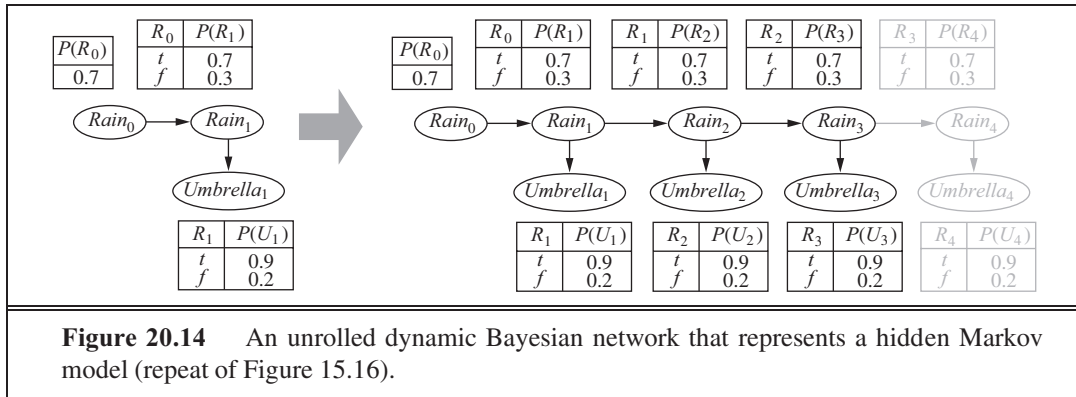 R0 P(R1)
P(R0) t 0.7
0.7 f 0.3
Rain0 Rain1
Umbrella1
R1 P(U1)
t 0.9
f 0.2
R0 P(R1) R1 P(R2) R2 P(R3) R3 P(R4)
P(R0) t 0.7 t 0.7 t 0.7 t 0.7
0.7 f 0.3 f 0.3 f 0.3 f 0.3
Rain0 Rain1 Rain2 Rain3 Rain4
Umbrella1 Umbrella2 Umbrella3 Umbrella4
R1 P(U1) R2 P(U2) R3 P(U3) R4 P(U4)
t 0.9 t 0.9 t 0.9 t 0.9
f 0.2 f 0.2 f 0.2 f 0.2
Figure 20.14 An unrolled dynamic Bayesian network that represents a hidden Markov
model (repeat of Figure 15.16).